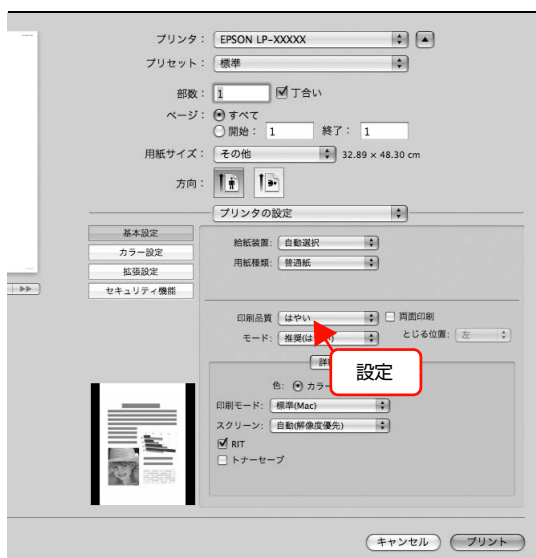 プリンタ： EPSON LP-XXXXX
プリセット： 標準
部数： 1 丁合い
ページ： すべて
開始： 1 終了： 1
用紙サイズ： その他 32.89 × 48.30 cm
方向：
プリンタの設定
基本設定
カラー設定
拡張設定
セキュリティ機能
給紙装置： 自動選択
用紙種類： 普通紙
印刷品質 はやい 両面印刷
モード： 推奨(は とじる位置： 左
設定
色： カラー
印刷モード： 標準(Mac)
スクリーン： 自動(解像度優先)
RIT
トナーセーブ
キャンセル プリント